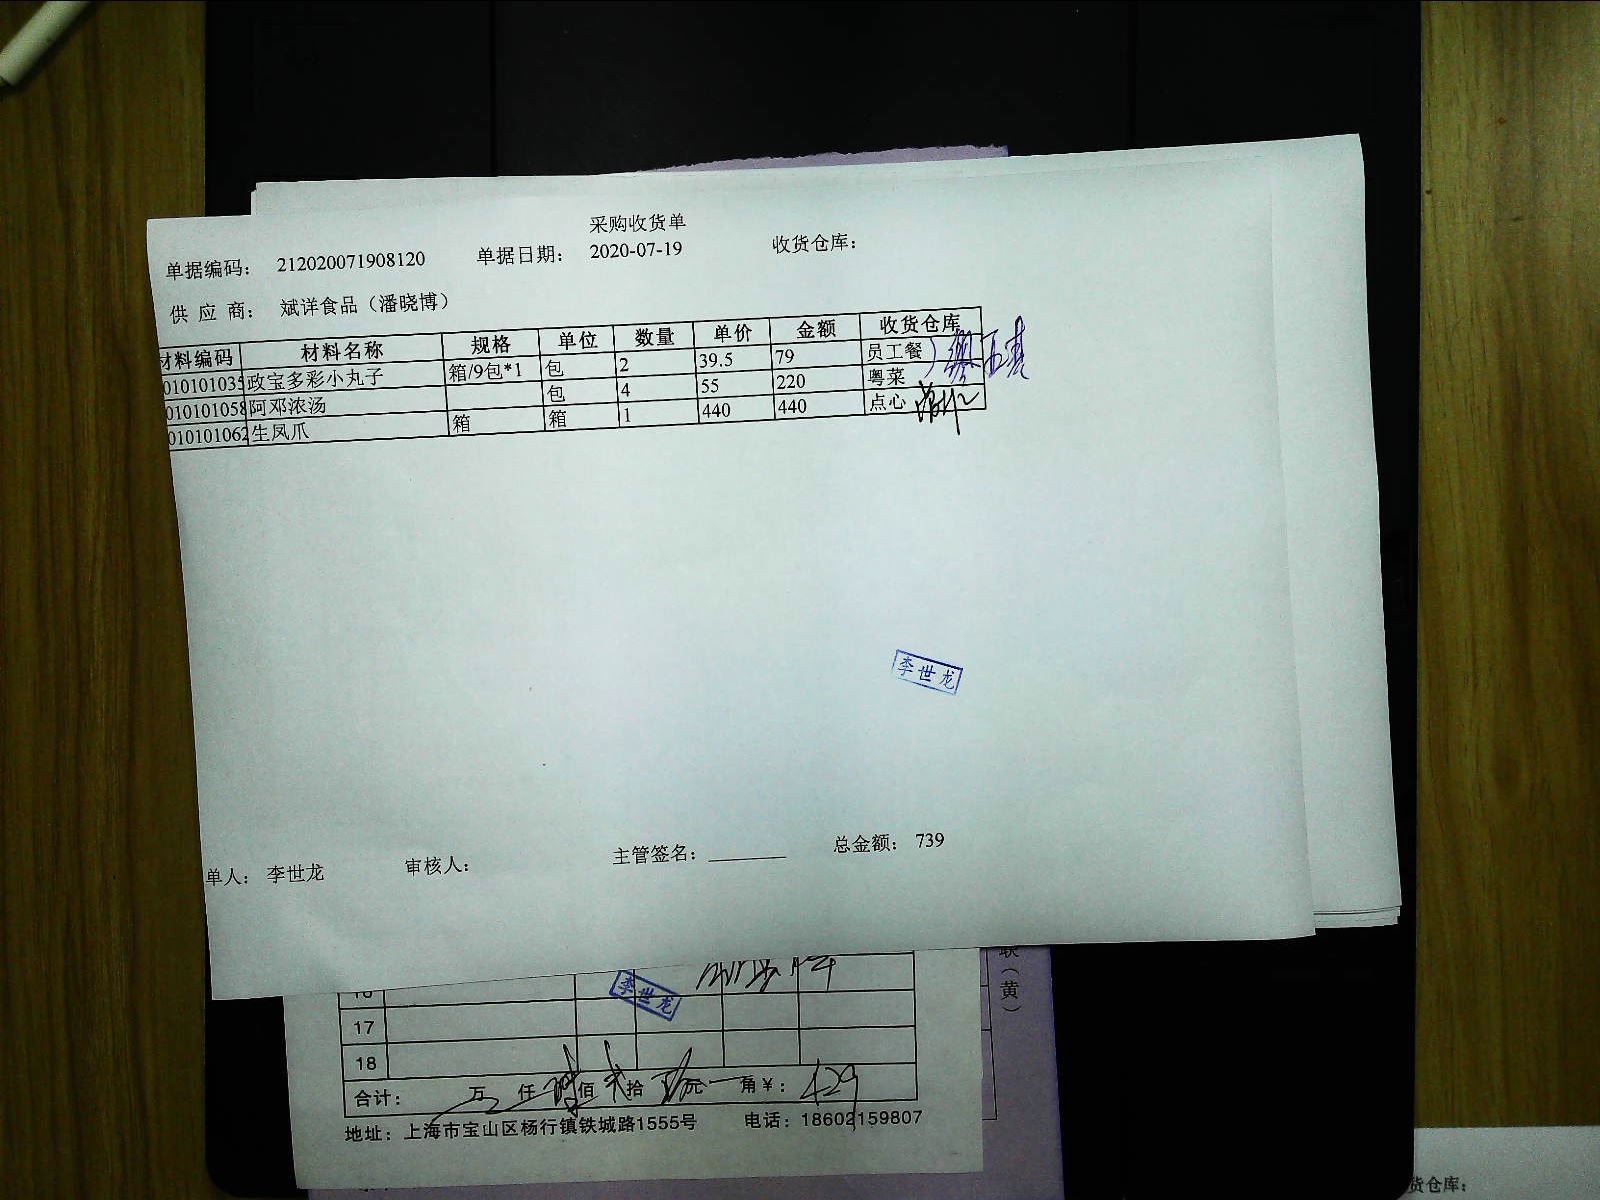 采购收货单
单据编码： 212020071908120 单据日期： 2020-07-19 收货仓库：
供 应 商： 斌详食品（潘晓博）
材料编码 材料名称 规格 单位 数量 单价 金额 收货仓库
010101035 政宝多彩小丸子 箱/9包*1 包 2 39.5 79 员工餐
010101058 阿邓浓汤 包 4 55 220 粤菜
010101062 生凤爪 箱 箱 1 440 440 点心
李世龙
单人： 李世龙 审核人： 主管签名： 总金额： 739
联（黄）
16
李世龙
17
18
合计： 万 仟 佰 拾 元 角￥： 429
地址：上海市宝山区杨行镇铁城路1555号 电话：18602159807
货仓库：